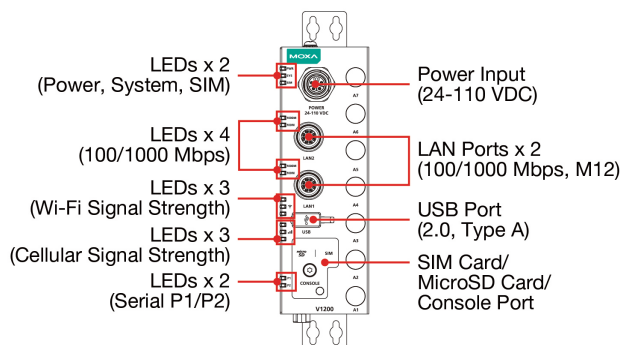 LEDs x 2
(Power, System, SIM)
LEDs x 4
(100/1000 Mbps)
LEDs x 3
(Wi-Fi Signal Strength)
LEDs x 3
(Cellular Signal Strength)
LEDs x 2
(Serial P1/P2)
MOXA
PWR
SYS
SIM
POWER
24-110 VDC
LAN2
LAN1
USB
SIM
CONSOLE
V1200
A7
A6
A5
A4
A3
A2
A1
Power Input
(24-110 VDC)
LAN Ports x 2
(100/1000 Mbps, M12)
USB Port
(2.0, Type A)
SIM Card/
MicroSD Card/
Console Port